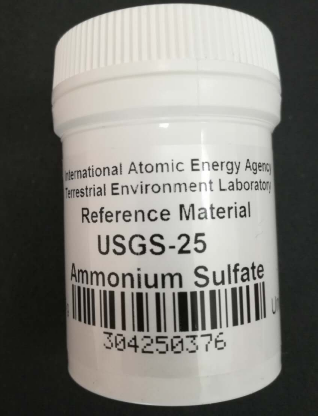 International Atomic Energy Agency
Terrestrial Environment Laboratory
Reference Material
USGS-25
Ammonium Sulfate
304250376